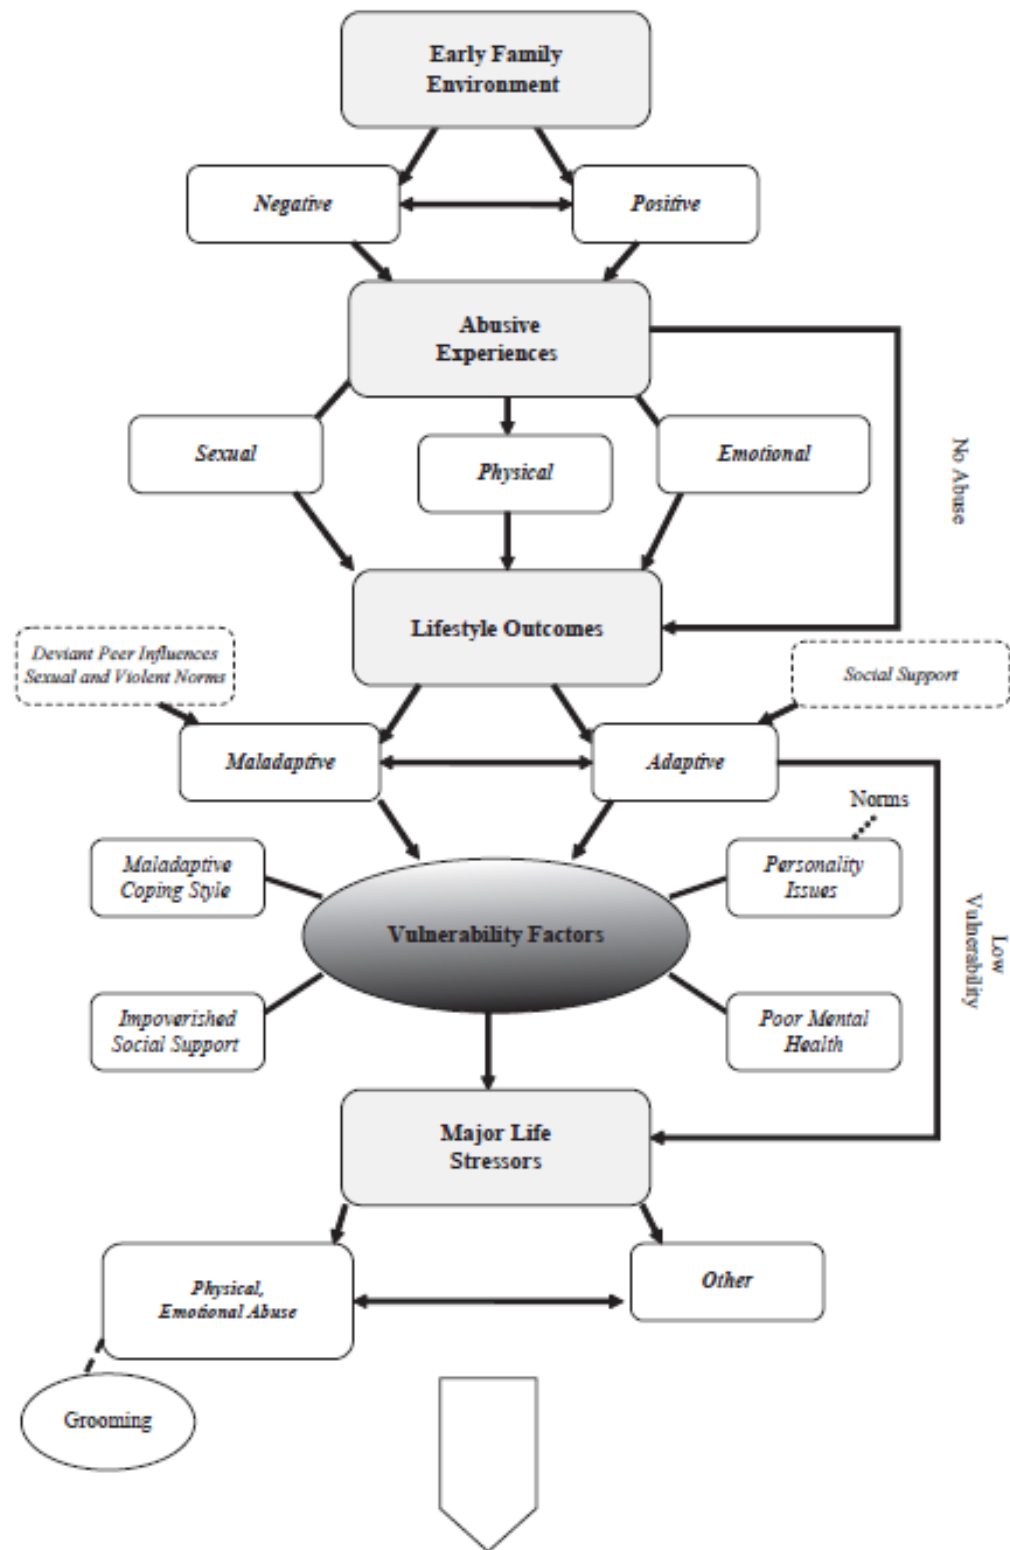 Early Family
Environment
Negative
Positive
Abusive
Experiences
Sexual
Physical
Emotional
No Abuse
Lifestyle Outcomes
Deviant Peer Influences
Sexual and Violent Norms
Social Support
Maladaptive
Adaptive
Norms
Maladaptive
Coping Style
Personality
Issues
Vulnerability Factors
Low
Vulnerability
Impoverished
Social Support
Poor Mental
Health
Major Life
Stressors
Physical,
Emotional Abuse
Other
Grooming